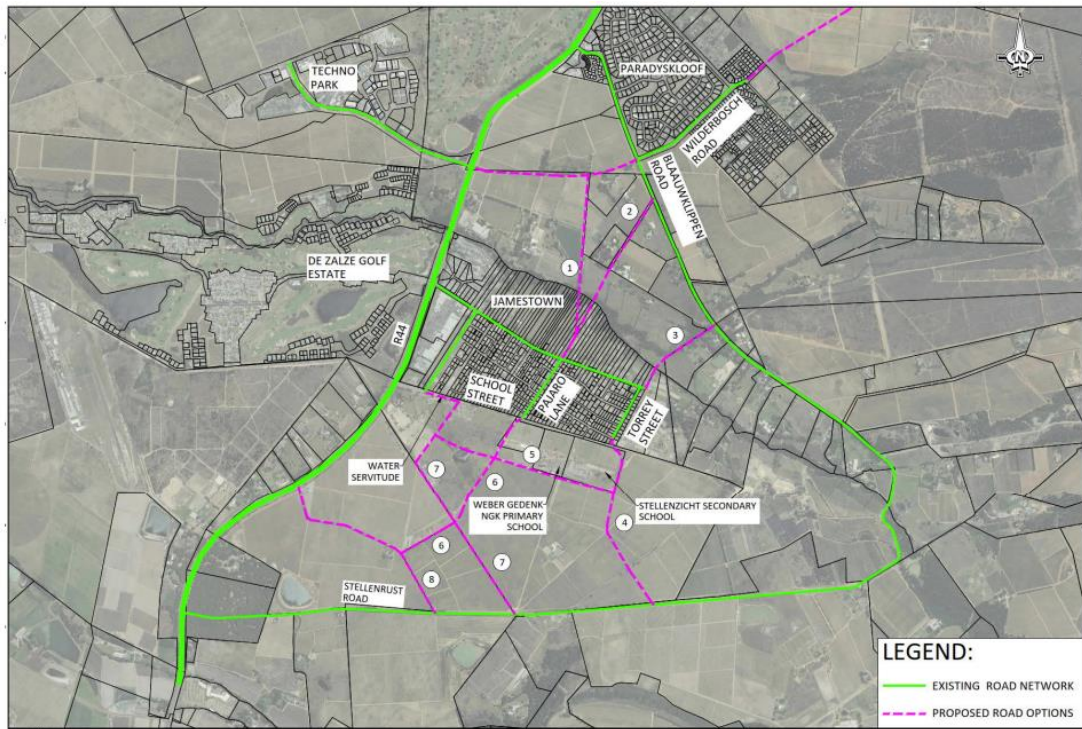 TECHNO
PARK
PARADYSKLOOF
N
WILDERBOSCH
ROAD
BLAAUWKLIPPEN
ROAD
2
DE ZALZE GOLF
ESTATE
1
JAMESTOWN
R44
3
SCHOOL
STREET
PAJARO
LANE
TORREY
STREET
WATER
SERVITUDE
7
5
6
WEBER GEDENK
NGK PRIMARY
SCHOOL
STELLENZICHT SECONDARY
SCHOOL
4
6
7
8
STELLENRUST
ROAD
LEGEND:
EXISTING ROAD NETWORK
PROPOSED ROAD OPTIONS